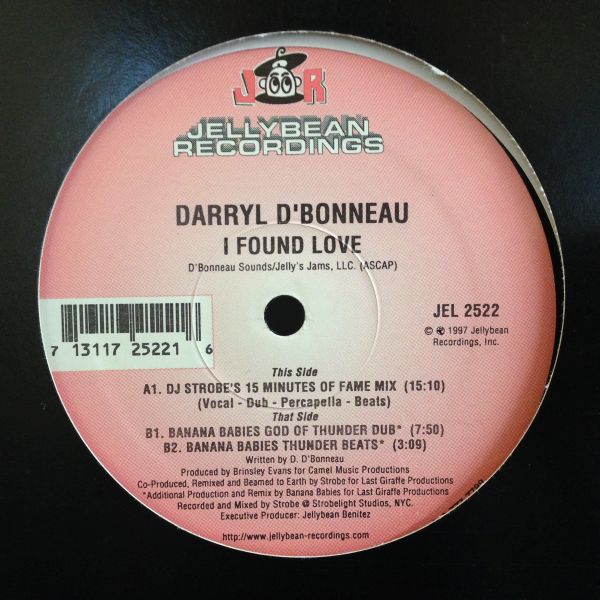 J R
JELLYBEAN
RECORDINGS
DARRYL D'BONNEAU
I FOUND LOVE
D'Bonneau Sounds/Jelly's Jams, LLC. (ASCAP)
JEL 2522
© ℗ 1997 Jellybean
Recordings, Inc.
7 13117 25221 6
This Side
A1. DJ STROBE'S 15 MINUTES OF FAME MIX (15:10)
(Vocal - Dub - Percapella - Beats)
That Side
B1. BANANA BABIES GOD OF THUNDER DUB* (7:50)
B2. BANANA BABIES THUNDER BEATS* (3:09)
Written by D. D'Bonneau
Produced by Brinsley Evans for Camel Music Productions
Co-Produced, Remixed and Beamed to Earth by Strobe for Last Giraffe Productions
*Additional Production and Remix by Banana Babies for Last Giraffe Productions
Recorded and Mixed by Strobe @ Strobelight Studios, NYC.
Executive Producer: Jellybean Benitez
http://www.jellybean-recordings.com